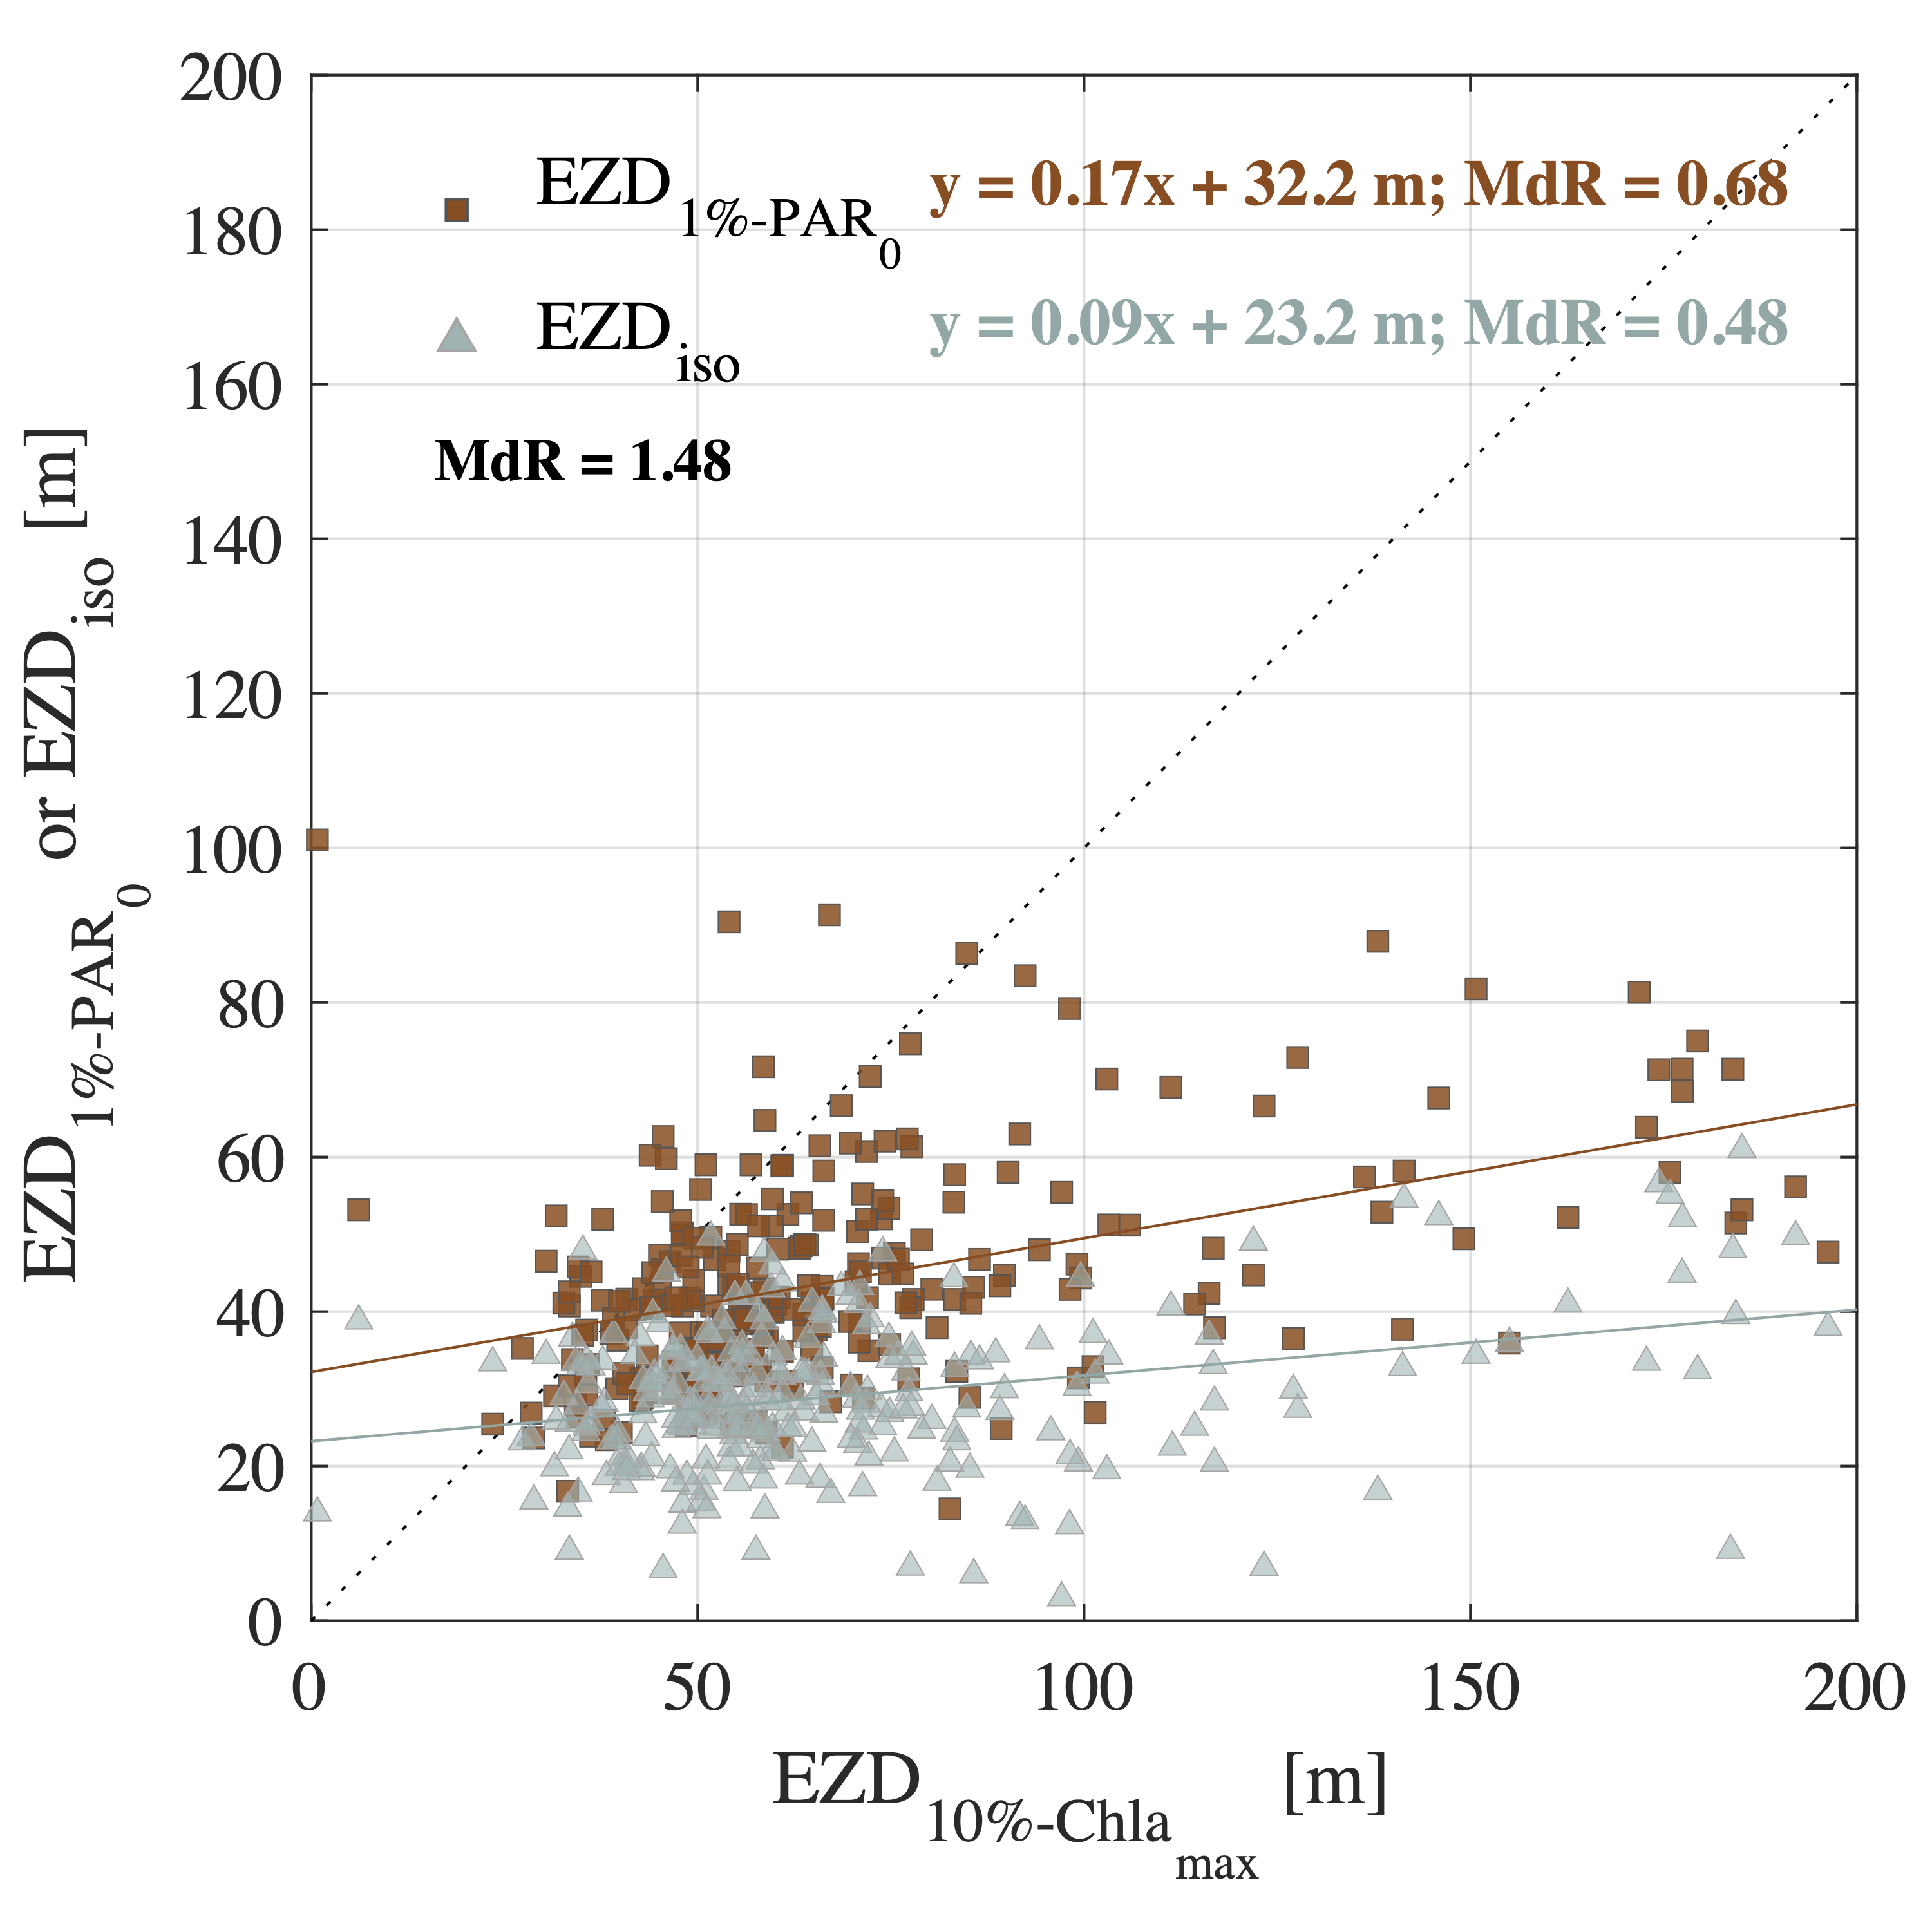 EZD1%-PAR0 y = 0.17x + 32.2 m; MdR = 0.68
EZDiso y = 0.09x + 23.2 m; MdR = 0.48
MdR = 1.48
EZD1%-PAR0 or EZDiso [m]
200
180
160
140
120
100
80
60
40
20
0
0 50 100 150 200
EZD10%-Chlamax [m]